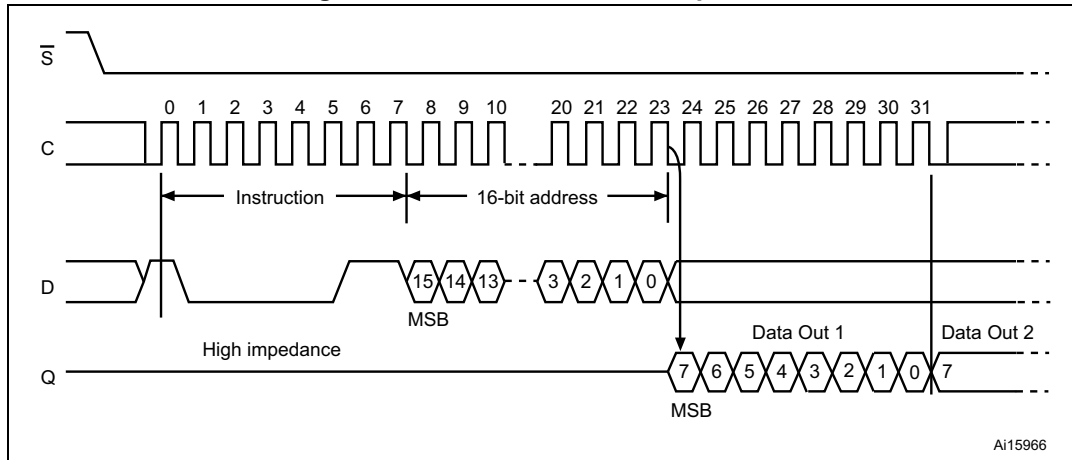 S
0 1 2 3 4 5 6 7 8 9 10 20 21 22 23 24 25 26 27 28 29 30 31
C
Instruction 16-bit address
D 15 14 13 3 2 1 0
MSB
High impedance Data Out 1 Data Out 2
Q 7 6 5 4 3 2 1 0 7
MSB
Ai15966